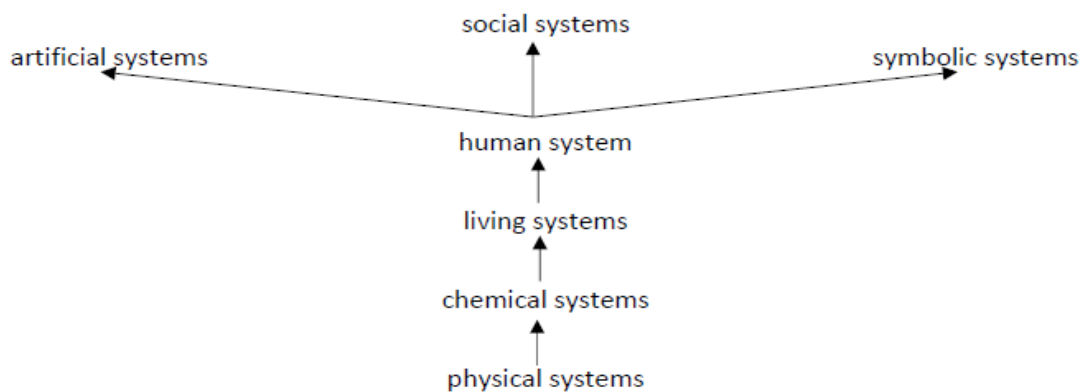 social systems
artificial systems
symbolic systems
human system
living systems
chemical systems
physical systems